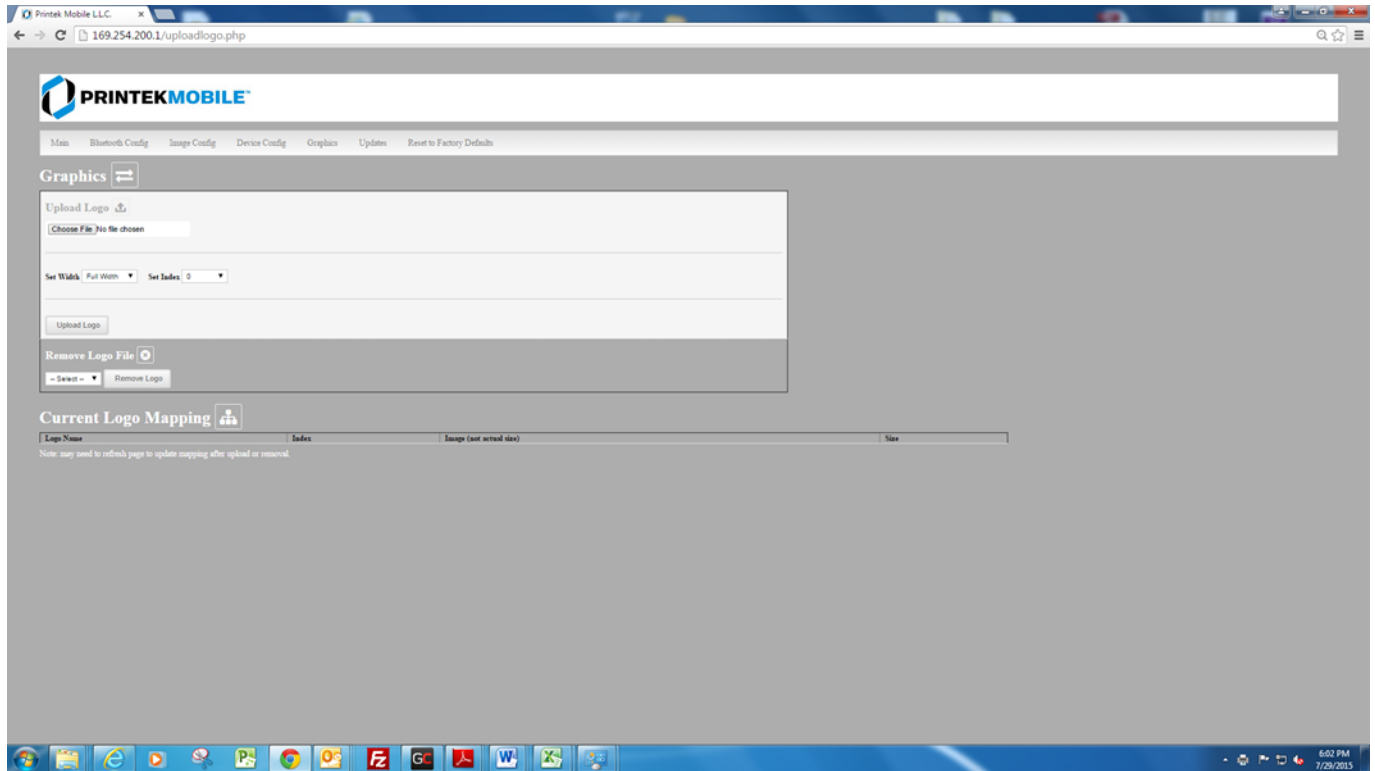 Printek Mobile L.L.C. ×
169.254.200.1/uploadlogo.php
PRINTEKMOBILE™
Main Bluetooth Config Image Config Device Config Graphics Updates Reset to Factory Defaults
Graphics
Upload Logo
Choose File No file chosen
Set Width Full Width Set Index 0
Upload Logo
Remove Logo File
-- Select -- Remove Logo
Current Logo Mapping
Logo Name Index Image (not actual size) Size
Note: may need to refresh page to update mapping after upload or removal.
6:02 PM
7/29/2015